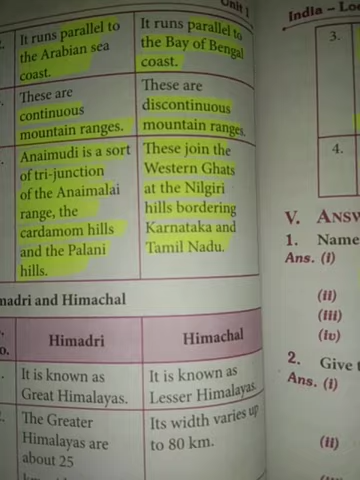 Unit 1
It runs parallel to
the Arabian sea
coast.
It runs parallel to
the Bay of Bengal
coast.
These are
continuous
mountain ranges.
These are
discontinuous
mountain ranges.
Anaimudi is a sort
of tri-junction
of the Anaimalai
range, the
cardamom hills
and the Palani
hills.
These join the
Western Ghats
at the Nilgiri
hills bordering
Karnataka and
Tamil Nadu.
madri and Himachal
o.
Himadri
Himachal
It is known as
Great Himalayas.
It is known as
Lesser Himalayas.
The Greater
Himalayas are
about 25
Its width varies up
to 80 km.
India – Loc
3.
4.
V. ANSW
1. Name
Ans. (i)
(ii)
(iii)
(iv)
2. Give t
Ans. (i)
(ii)